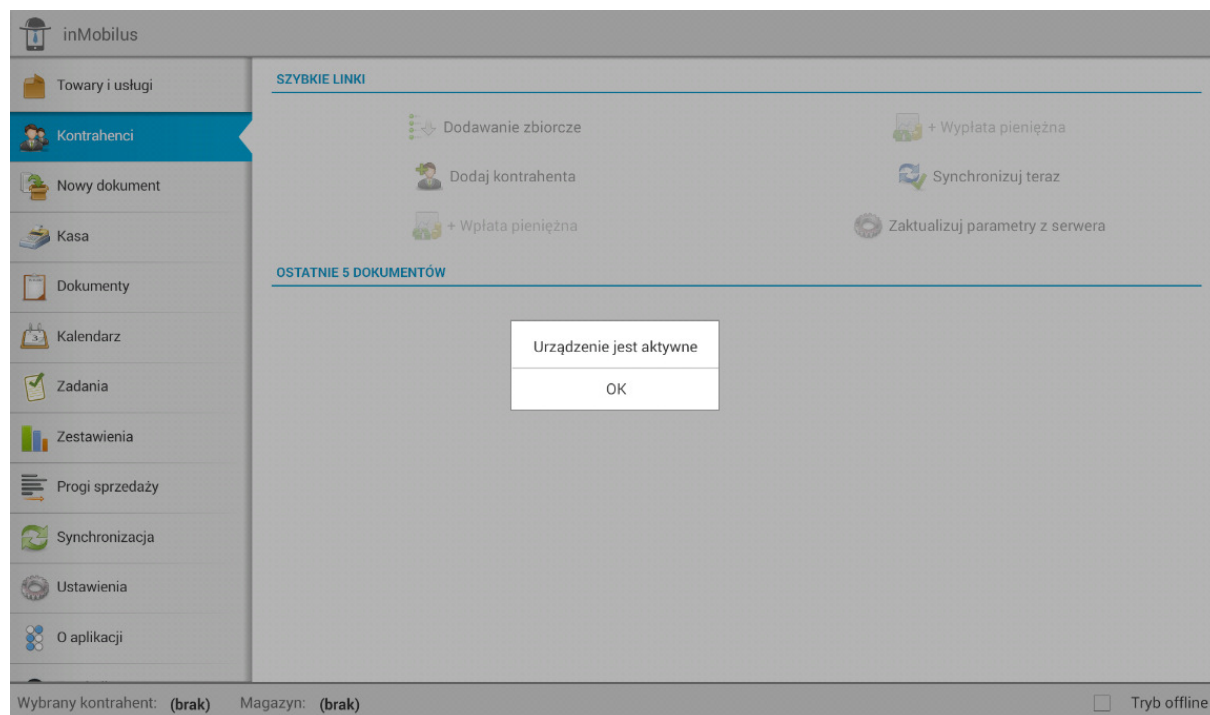 inMobilus
Towary i usługi
Kontrahenci
Nowy dokument
Kasa
Dokumenty
Kalendarz
Zadania
Zestawienia
Progi sprzedaży
Synchronizacja
Ustawienia
O aplikacji
SZYBKIE LINKI
Dodawanie zbiorcze
+ Wypłata pieniężna
Dodaj kontrahenta
Synchronizuj teraz
+ Wpłata pieniężna
Zaktualizuj parametry z serwera
OSTATNIE 5 DOKUMENTÓW
Urządzenie jest aktywne
OK
Wybrany kontrahent: (brak) Magazyn: (brak) Tryb offline